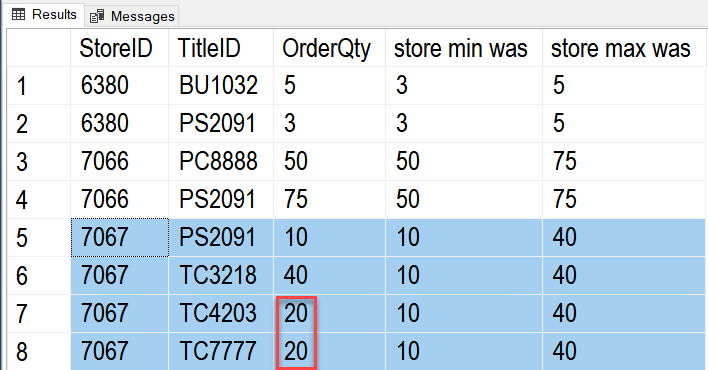 Results Messages
StoreID TitleID OrderQty store min was store max was
1 6380 BU1032 5 3 5
2 6380 PS2091 3 3 5
3 7066 PC8888 50 50 75
4 7066 PS2091 75 50 75
5 7067 PS2091 10 10 40
6 7067 TC3218 40 10 40
7 7067 TC4203 20 10 40
8 7067 TC7777 20 10 40